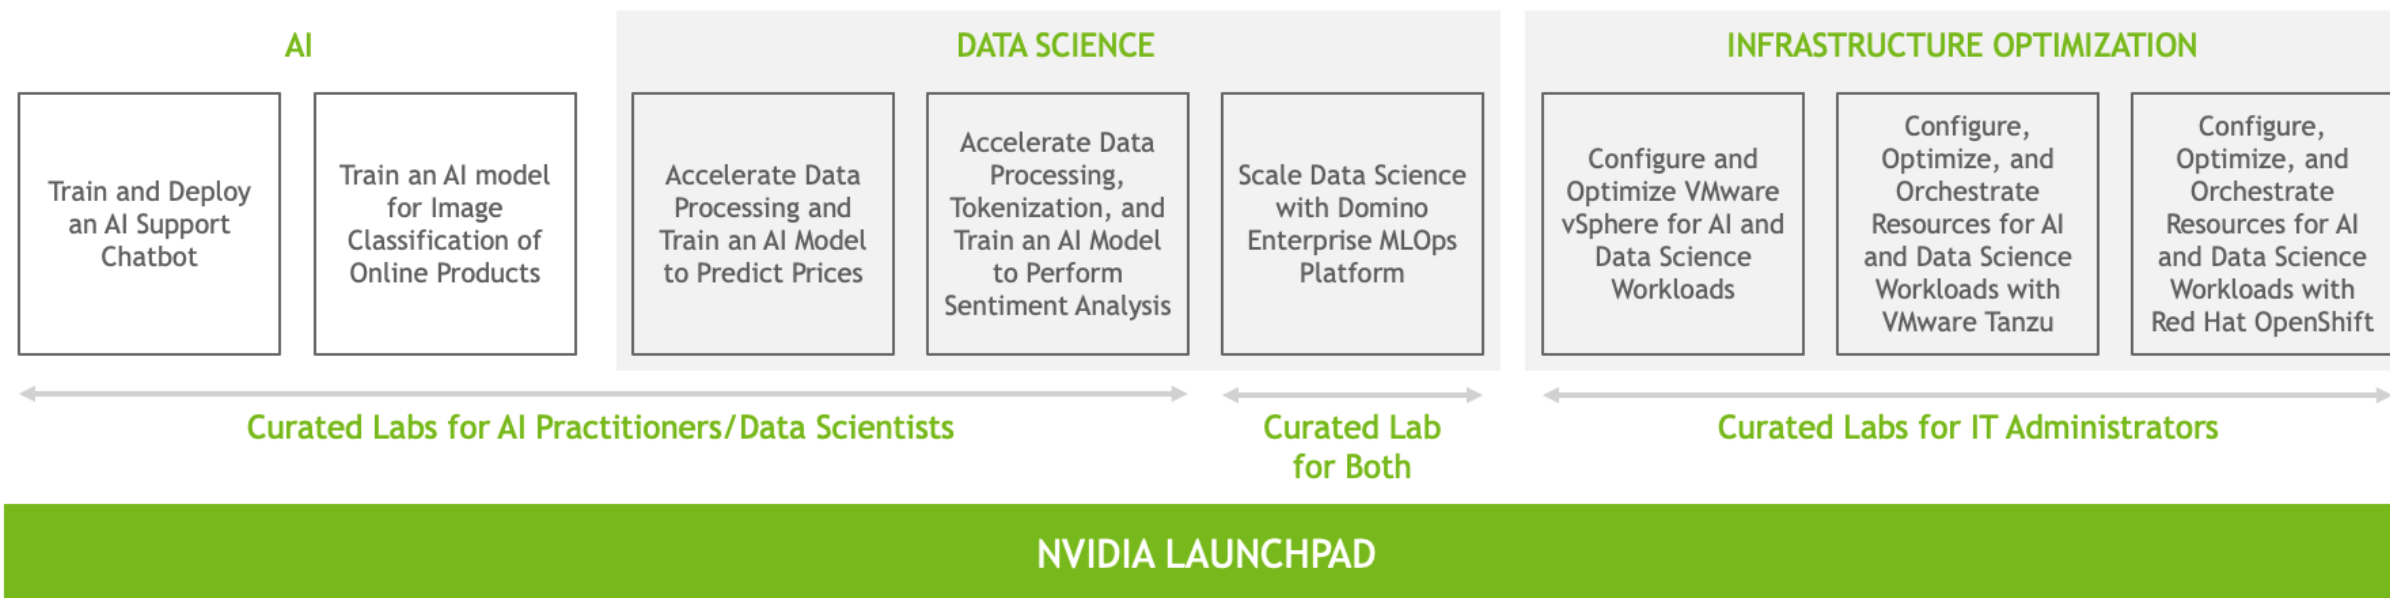 AI
Train and Deploy
an AI Support
Chatbot
Train an AI model
for Image
Classification of
Online Products
DATA SCIENCE
Accelerate Data
Processing and
Train an AI Model
to Predict Prices
Accelerate Data
Processing,
Tokenization, and
Train an AI Model
to Perform
Sentiment Analysis
Scale Data Science
with Domino
Enterprise MLOps
Platform
INFRASTRUCTURE OPTIMIZATION
Configure and
Optimize VMware
vSphere for AI and
Data Science
Workloads
Configure,
Optimize, and
Orchestrate
Resources for AI
and Data Science
Workloads with
VMware Tanzu
Configure,
Optimize, and
Orchestrate
Resources for AI
and Data Science
Workloads with
Red Hat OpenShift
Curated Labs for AI Practitioners/Data Scientists
Curated Lab
for Both
Curated Labs for IT Administrators
NVIDIA LAUNCHPAD